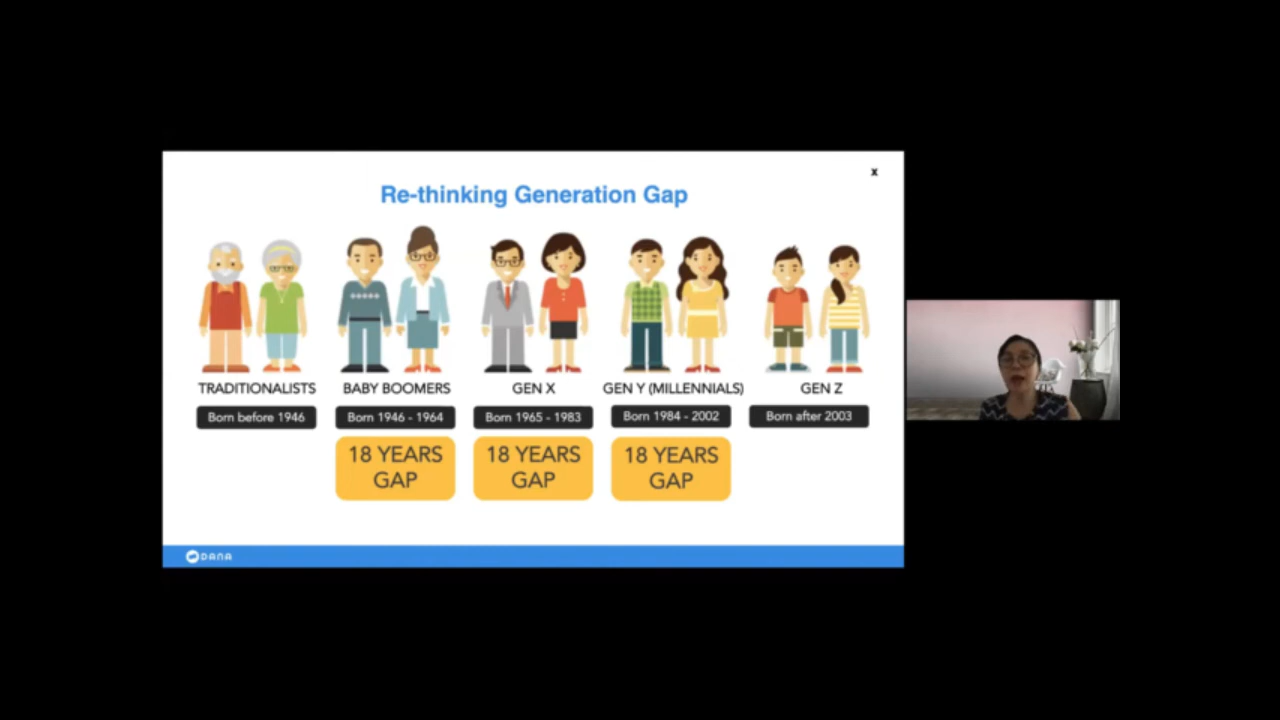 x
Re-thinking Generation Gap
TRADITIONALISTS
BABY BOOMERS
GEN X
GEN Y (MILLENNIALS)
GEN Z
Born before 1946
Born 1946 - 1964
Born 1965 - 1983
Born 1984 - 2002
Born after 2003
18 YEARS
GAP
18 YEARS
GAP
18 YEARS
GAP
DANA